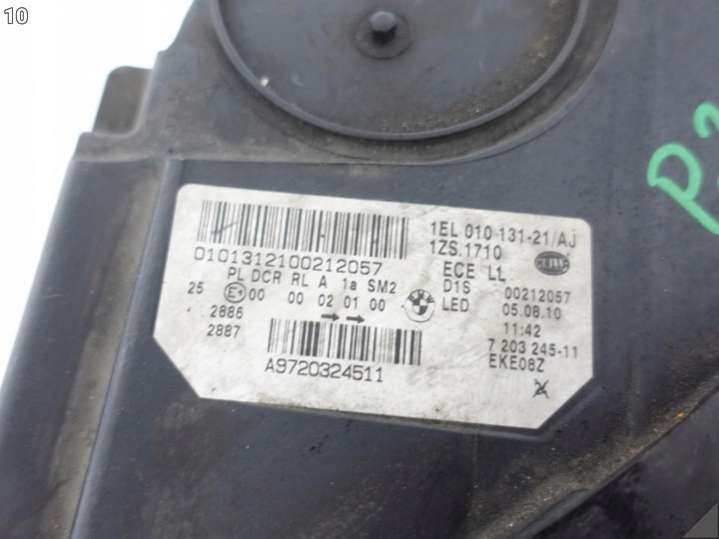 10
1EL 010 131-21/AJ
1ZS.1710
0101312100212057
PL DCR RL A 1a SM2
ECE LL
HELLA
25 E1 00 00 02 01 00
D1S 00212057
LED 05.08.10
2886
2887
11:42
7 203 245-11
EKE08Z
A9720324511